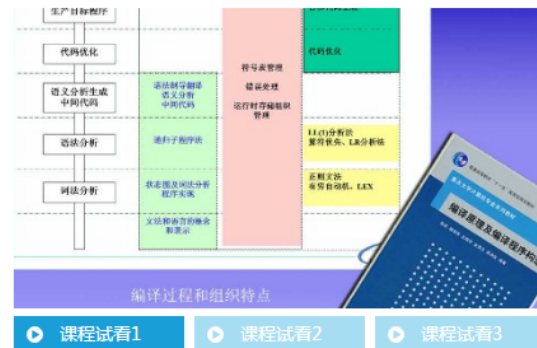 生产目标程序
代码优化
代码优化
符号表管理
错误处理
运行时存储组织
管理
语义分析生成
中间代码
语法制导翻译
语义分析
中间代码
语法分析
递归子程序法
LL(1)分析法
算符优先、LR分析法
词法分析
状态图及词法分析
程序实现
正则文法
有穷自动机、LEX
文法和语言的概念
和表示
编译原理及编译程序构造
编译过程和组织特点
课程试看1
课程试看2
课程试看3